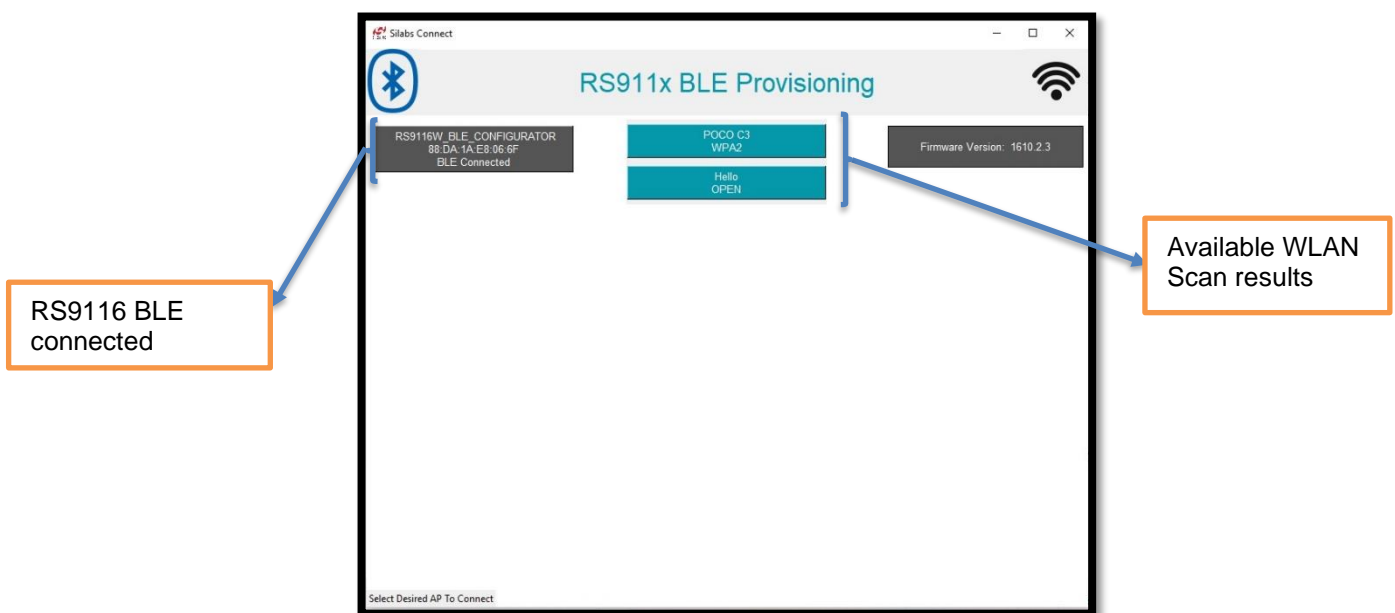 Silabs Connect
RS911x BLE Provisioning
RS9116W_BLE_CONFIGURATOR
88:DA:1A:E8:06:6F
BLE Connected
POCO C3
WPA2
Hello
OPEN
Firmware Version: 1610.2.3
Available WLAN
Scan results
RS9116 BLE
connected
Select Desired AP To Connect